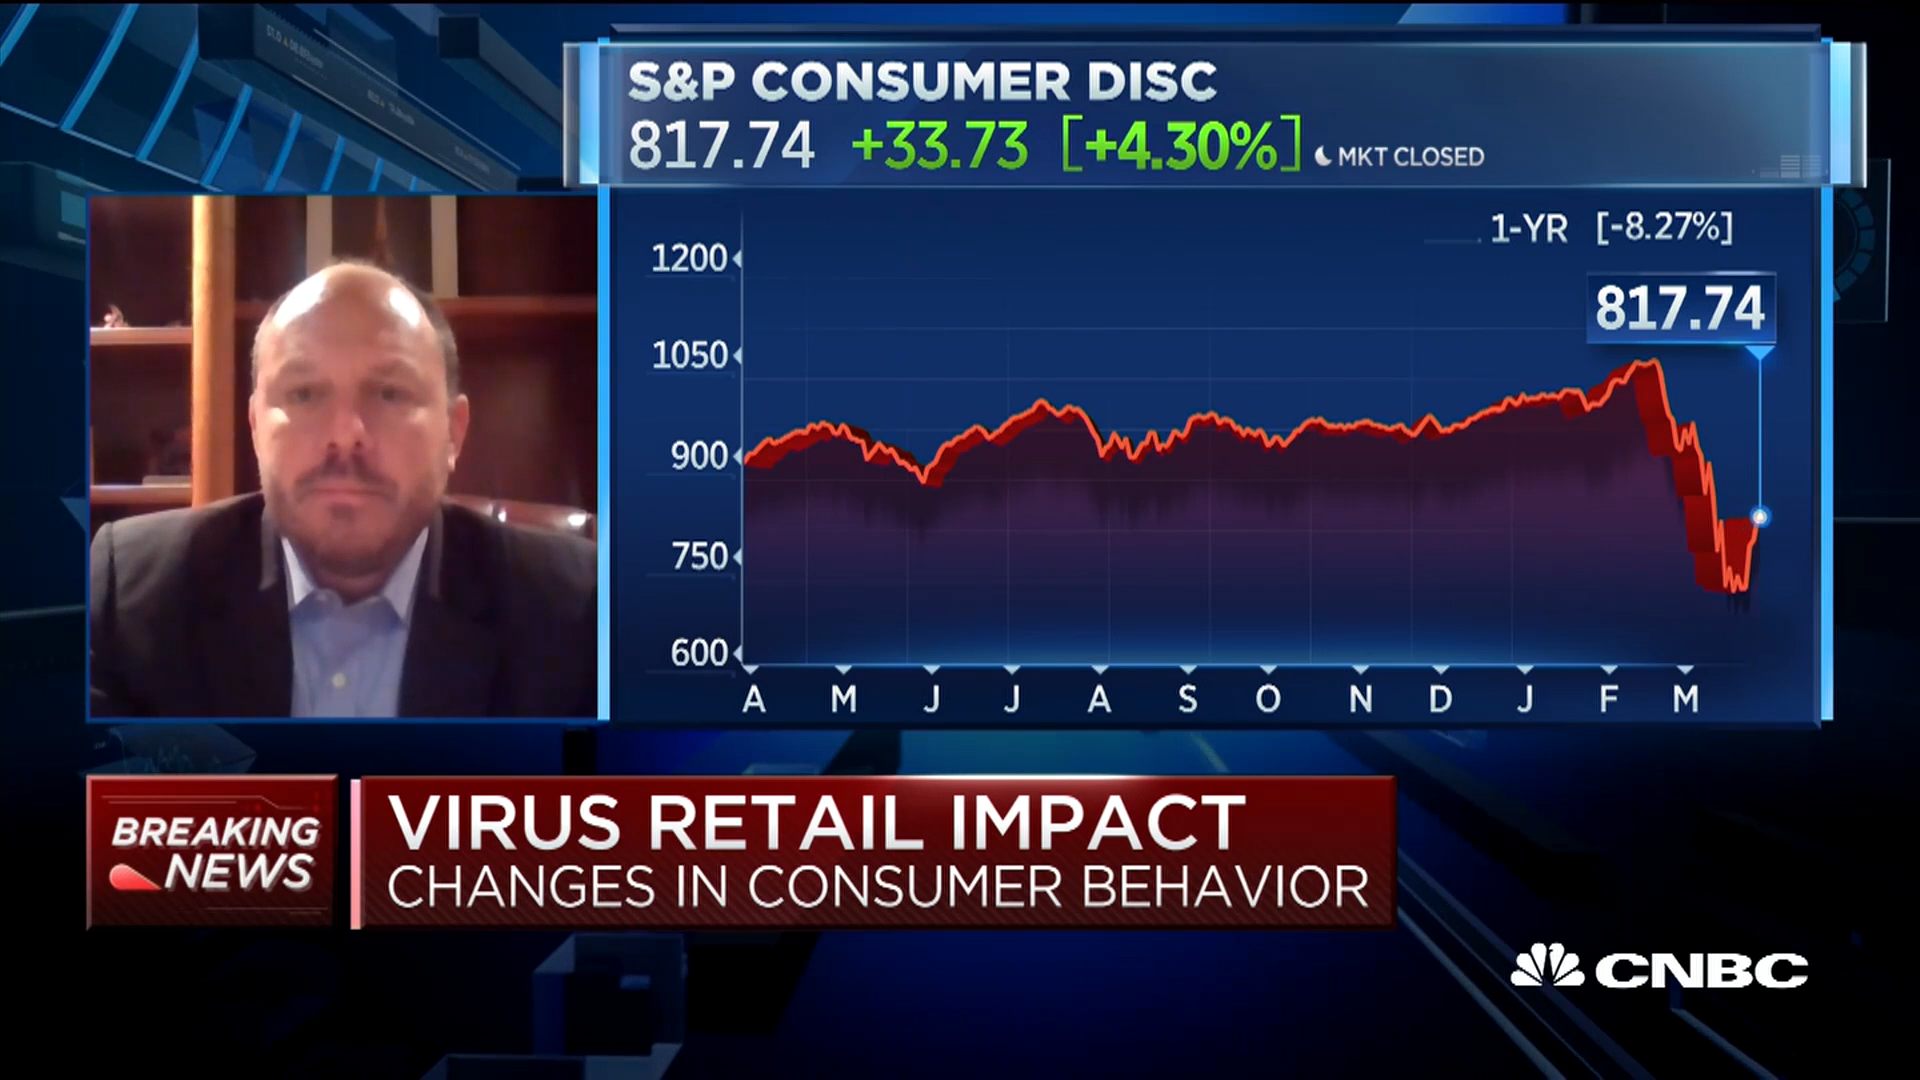 S&P CONSUMER DISC
817.74 +33.73 [+4.30%] MKT CLOSED
1-YR [-8.27%]
817.74
1200
1050
900
750
600
A M J J A S O N D J F M
BREAKING
NEWS
VIRUS RETAIL IMPACT
CHANGES IN CONSUMER BEHAVIOR
CNBC